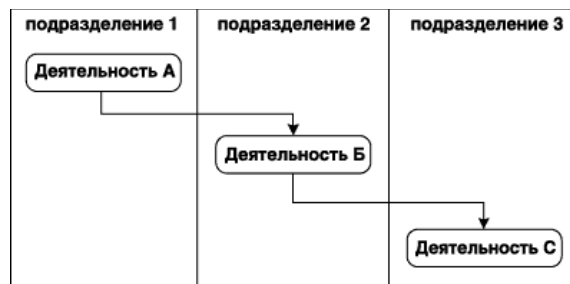 подразделение 1
подразделение 2
подразделение 3
Деятельность А
Деятельность Б
Деятельность С